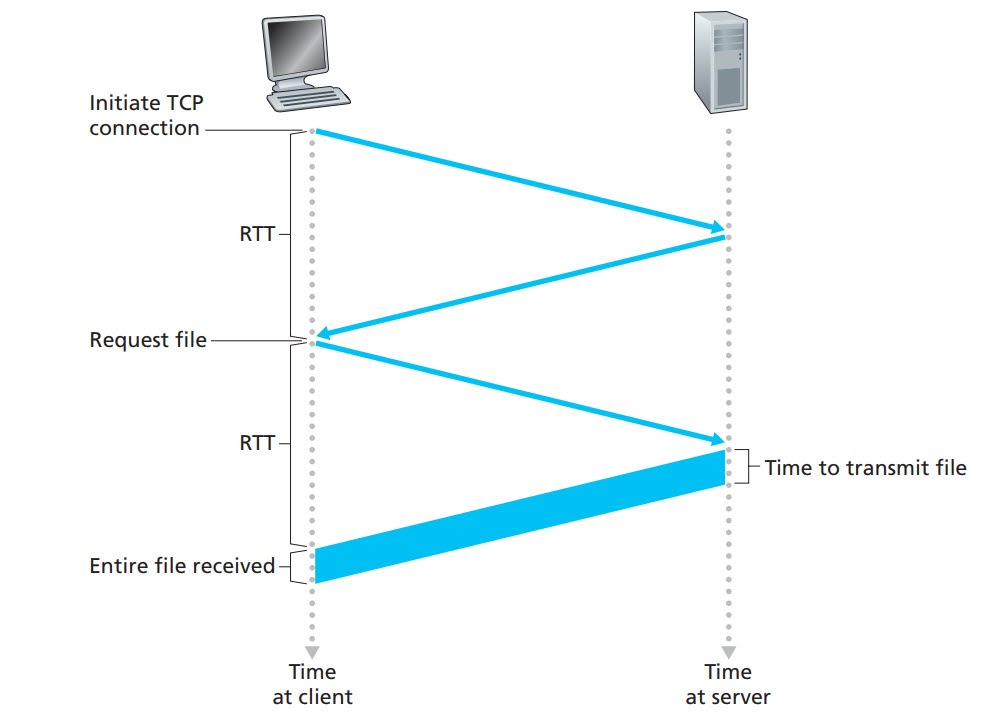 Initiate TCP
connection
RTT
Request file
RTT
Time to transmit file
Entire file received
Time
at client
Time
at server